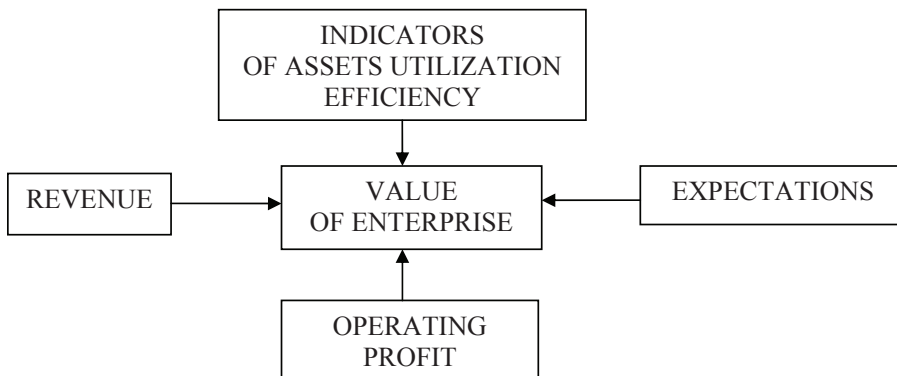 INDICATORS
OF ASSETS UTILIZATION
EFFICIENCY
REVENUE
VALUE
OF ENTERPRISE
EXPECTATIONS
OPERATING
PROFIT